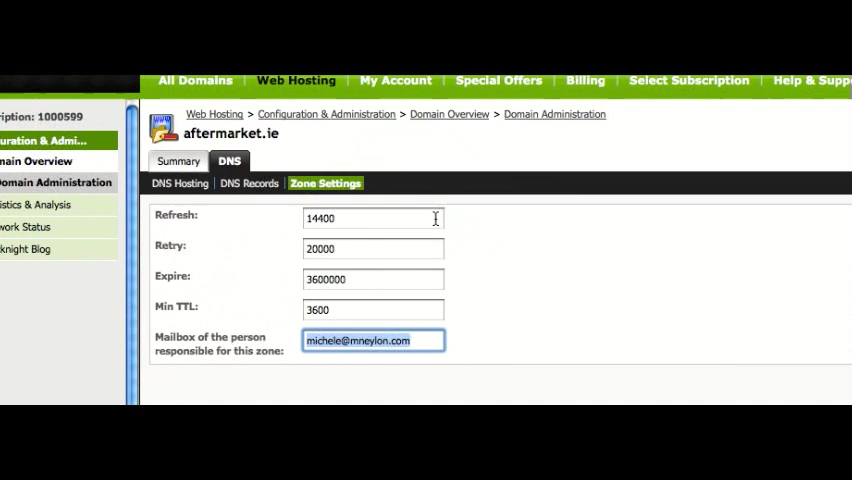 All Domains Web Hosting My Account Special Offers Billing Select Subscription Help & Supp
ription: 1000599
uration & Admi...
main Overview
Domain Administration
istics & Analysis
work Status
knight Blog
Web Hosting > Configuration & Administration > Domain Overview > Domain Administration
aftermarket.ie
Summary DNS
DNS Hosting | DNS Records | Zone Settings
Refresh: 14400
Retry: 20000
Expire: 3600000
Min TTL: 3600
Mailbox of the person
responsible for this zone: michele@mneylon.com